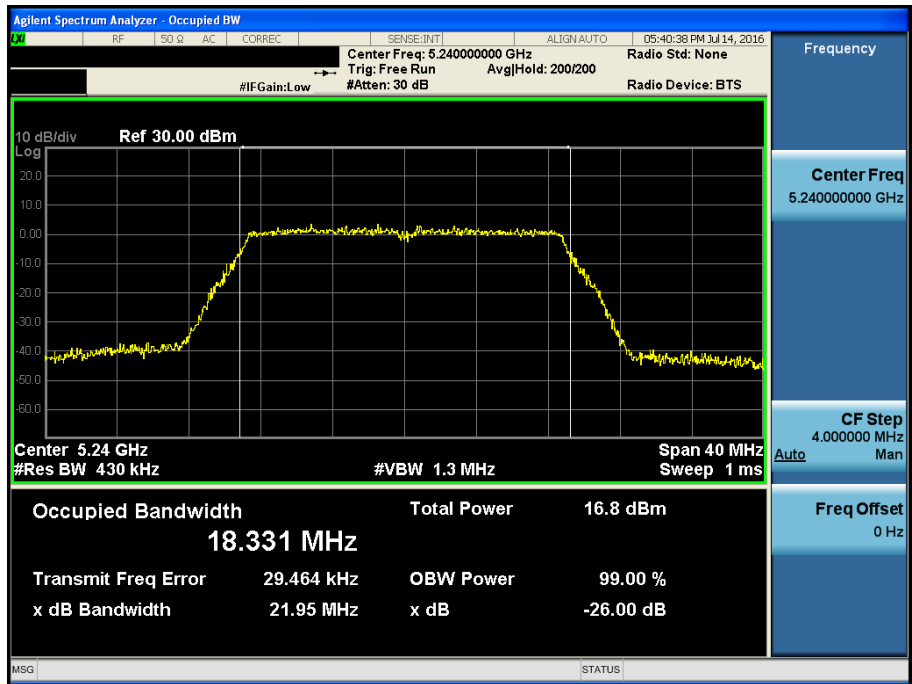 Agilent Spectrum Analyzer - Occupied BW
LXI RF 50 Ω AC CORREC SENSE:INT ALIGN AUTO 05:40:38 PM Jul 14, 2016
Center Freq: 5.240000000 GHz Radio Std: None
Trig: Free Run Avg|Hold: 200/200
#IFGain:Low #Atten: 30 dB Radio Device: BTS
10 dB/div Ref 30.00 dBm
Log
20.0
10.0
0.00
-10.0
-20.0
-30.0
-40.0
-50.0
-60.0
Center 5.24 GHz Span 40 MHz
#Res BW 430 kHz #VBW 1.3 MHz Sweep 1 ms
Occupied Bandwidth Total Power 16.8 dBm
18.331 MHz
Transmit Freq Error 29.464 kHz OBW Power 99.00 %
x dB Bandwidth 21.95 MHz x dB -26.00 dB
MSG STATUS
Frequency
Center Freq
5.240000000 GHz
CF Step
4.000000 MHz
Auto Man
Freq Offset
0 Hz